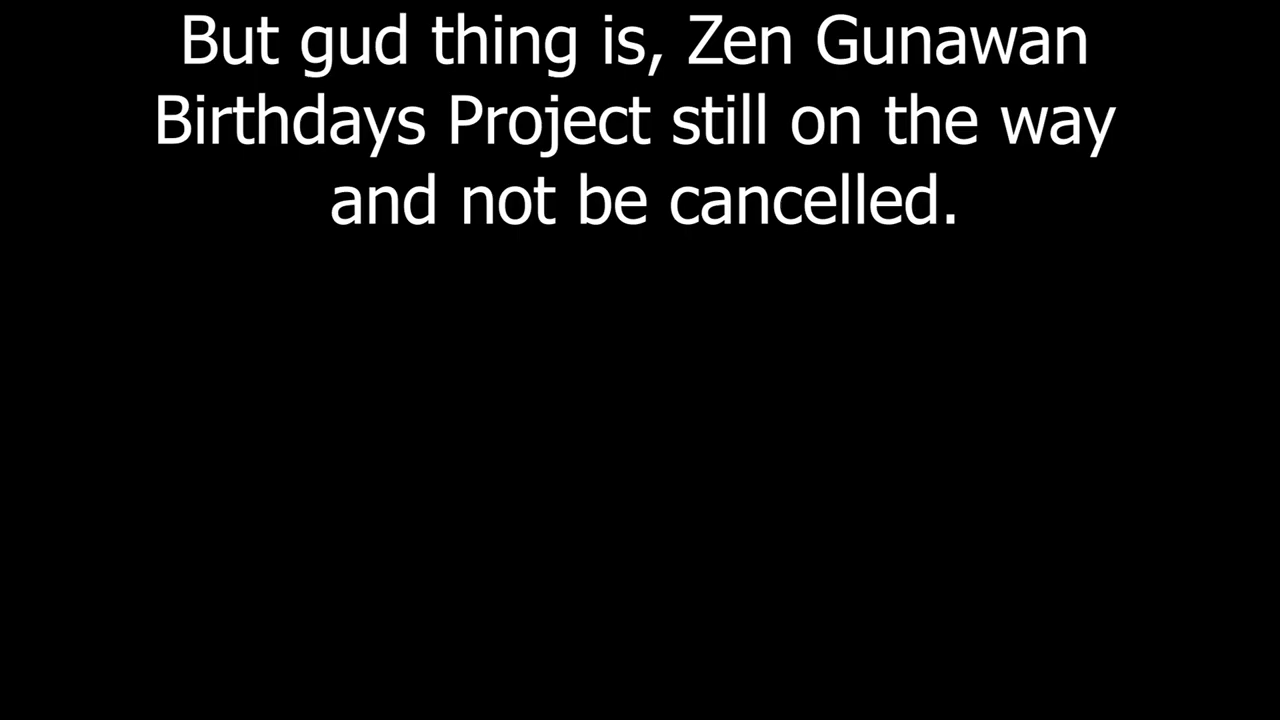 But gud thing is, Zen Gunawan
Birthdays Project still on the way
and not be cancelled.